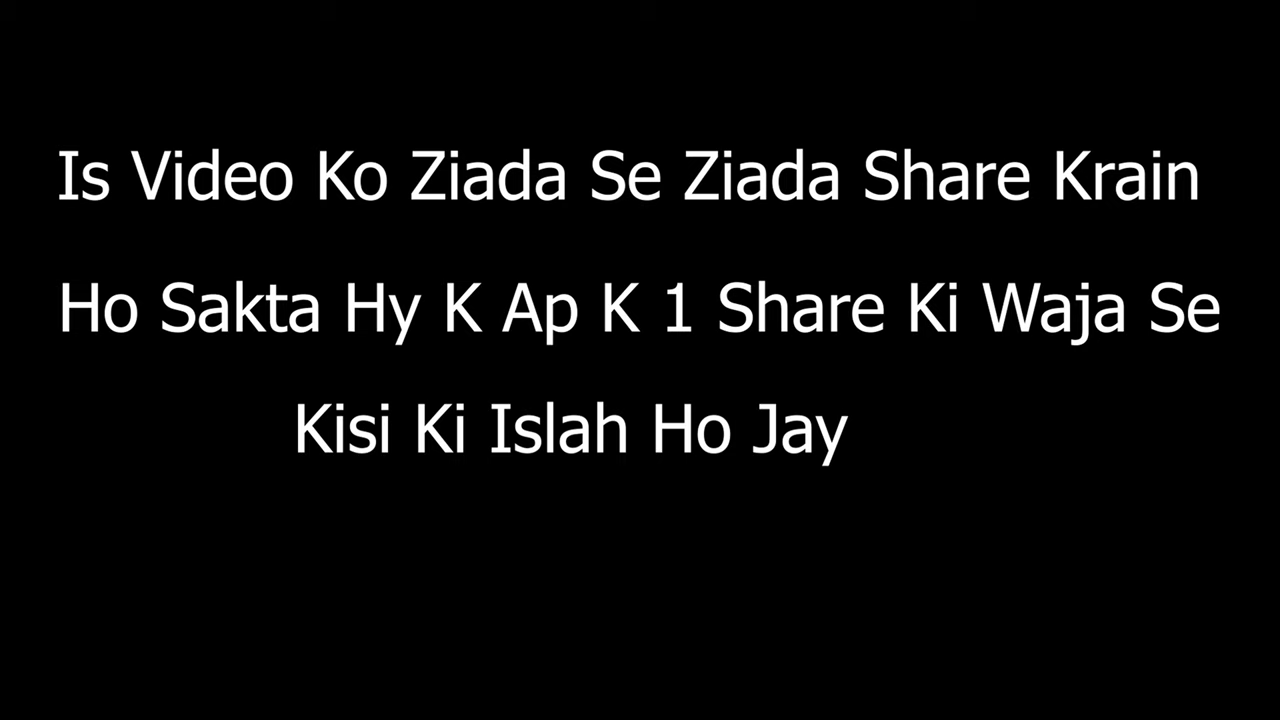 Is Video Ko Ziada Se Ziada Share Krain
Ho Sakta Hy K Ap K 1 Share Ki Waja Se
Kisi Ki Islah Ho Jay